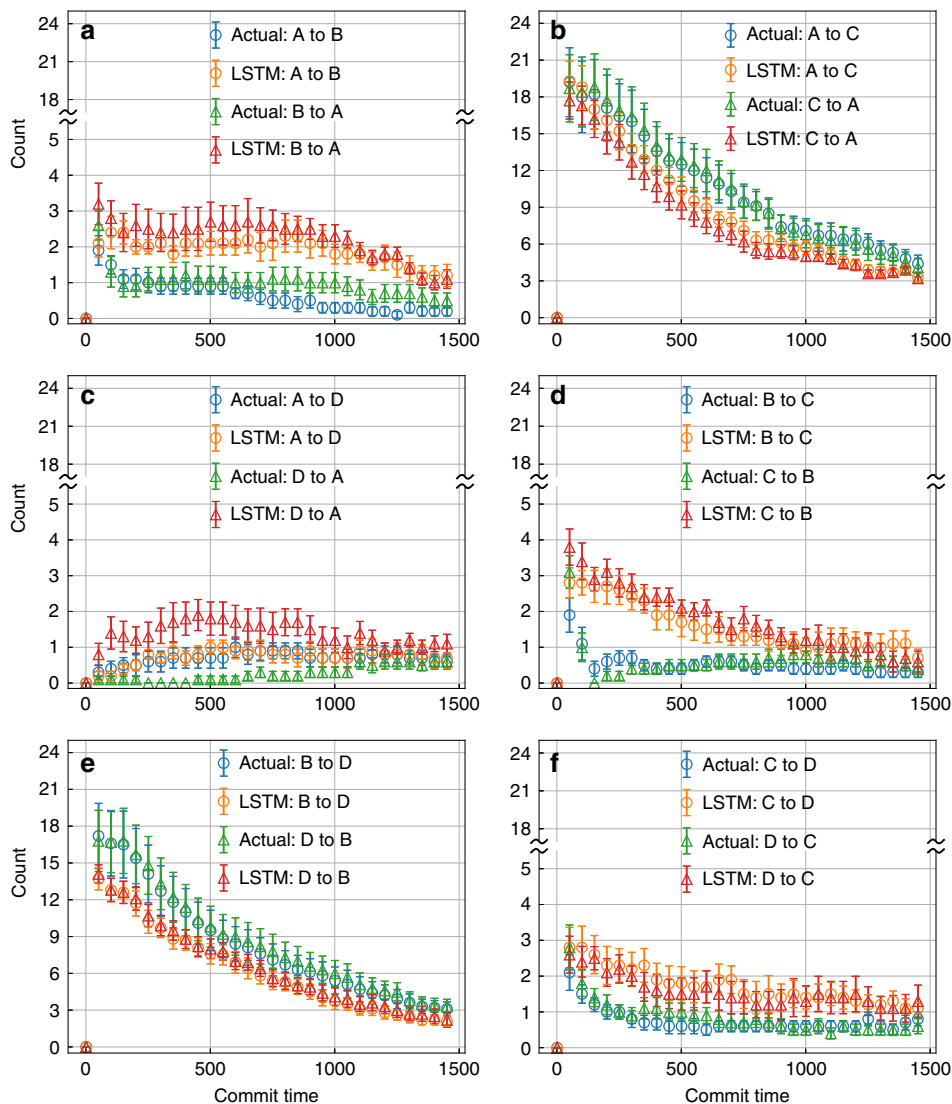 a
Actual: A to B
LSTM: A to B
Actual: B to A
LSTM: B to A
Count
24
21
18
5
4
3
2
1
0
0
500
1000
1500
b
Actual: A to C
LSTM: A to C
Actual: C to A
LSTM: C to A
24
21
18
15
12
9
6
3
0
0
500
1000
1500
c
Actual: A to D
LSTM: A to D
Actual: D to A
LSTM: D to A
Count
24
21
18
5
4
3
2
1
0
0
500
1000
1500
d
Actual: B to C
LSTM: B to C
Actual: C to B
LSTM: C to B
24
21
18
5
4
3
2
1
0
0
500
1000
1500
e
Actual: B to D
LSTM: B to D
Actual: D to B
LSTM: D to B
Count
24
21
18
15
12
9
6
3
0
0
500
1000
1500
Commit time
f
Actual: C to D
LSTM: C to D
Actual: D to C
LSTM: D to C
24
21
18
5
4
3
2
1
0
0
500
1000
1500
Commit time